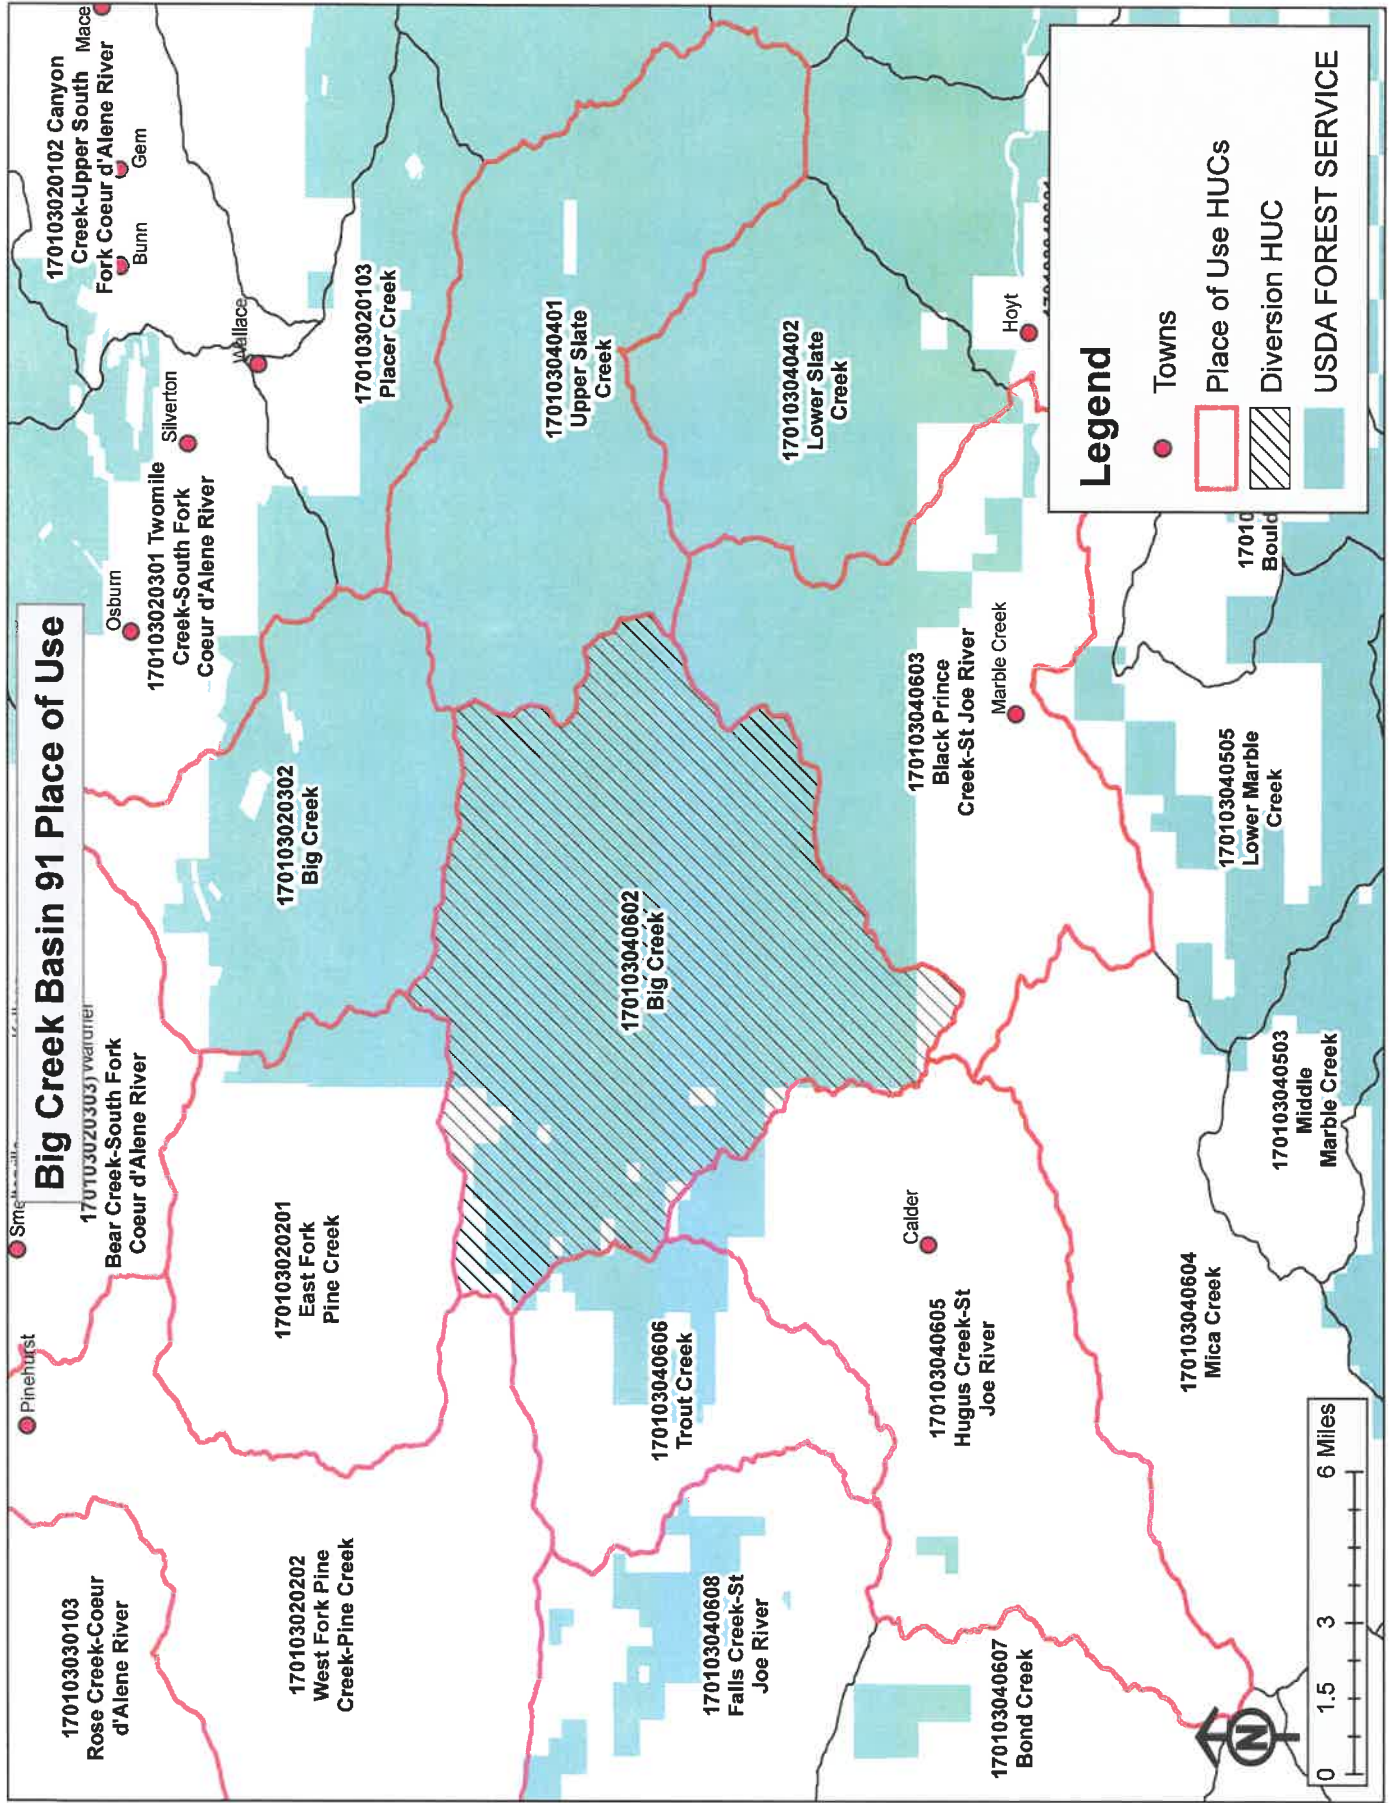 Big Creek Basin 91 Place of Use
Pinehurst
Mace
170103020102 Canyon
Creek-Upper South
Fork Coeur d'Alene River
Bunn
Gem
Wallace
Silverton
Osburn
170103020301 Twomile
Creek-South Fork
Coeur d'Alene River
Bear Creek-South Fork
Coeur d'Alene River
170103030103
Rose Creek-Coeur
d'Alene River
170103020202
West Fork Pine
Creek-Pine Creek
170103020201
East Fork
Pine Creek
170103020302
Big Creek
170103020103
Placer Creek
170103040401
Upper Slate
Creek
170103040402
Lower Slate
Creek
170103040602
Big Creek
170103040606
Trout Creek
170103040608
Falls Creek-St
Joe River
170103040603
Black Prince
Creek-St Joe River
Marble Creek
Hoyt
Calder
170103040605
Hugus Creek-St
Joe River
170103040607
Bond Creek
170103040604
Mica Creek
170103040503
Middle
Marble Creek
170103040505
Lower Marble
Creek
Legend
Towns
Place of Use HUCs
Diversion HUC
USDA FOREST SERVICE
N
0 1.5 3 6 Miles